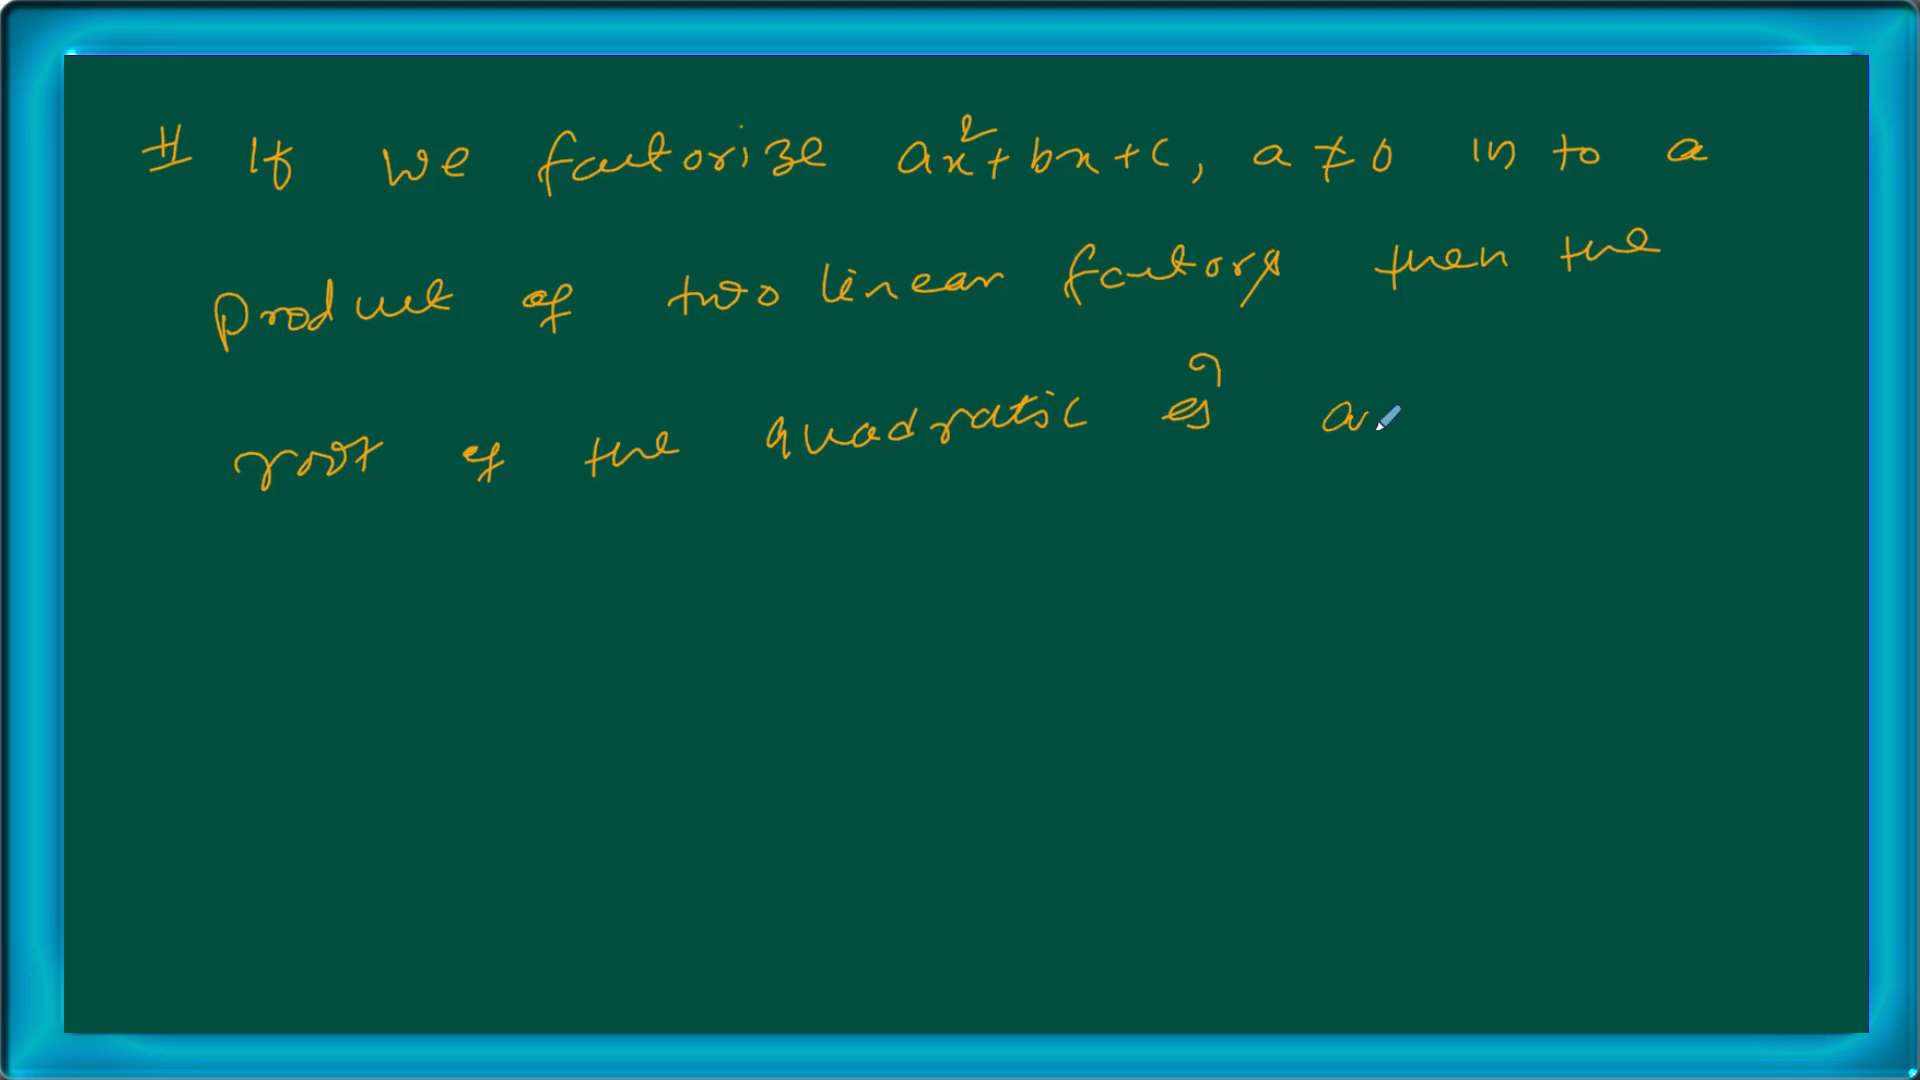 # If we factorize ax²+bx+c, a≠0 in to a
product of two linear factors then the
root of the quadratic eqⁿ